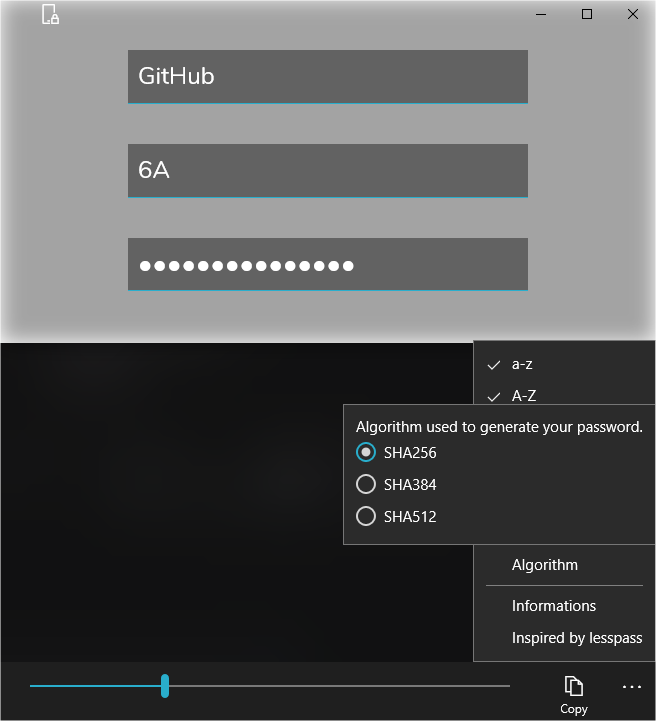 GitHub
6A
●●●●●●●●●●●●●●●
a-z
A-Z
Algorithm used to generate your password.
SHA256
SHA384
SHA512
Algorithm
Informations
Inspired by lesspass
Copy